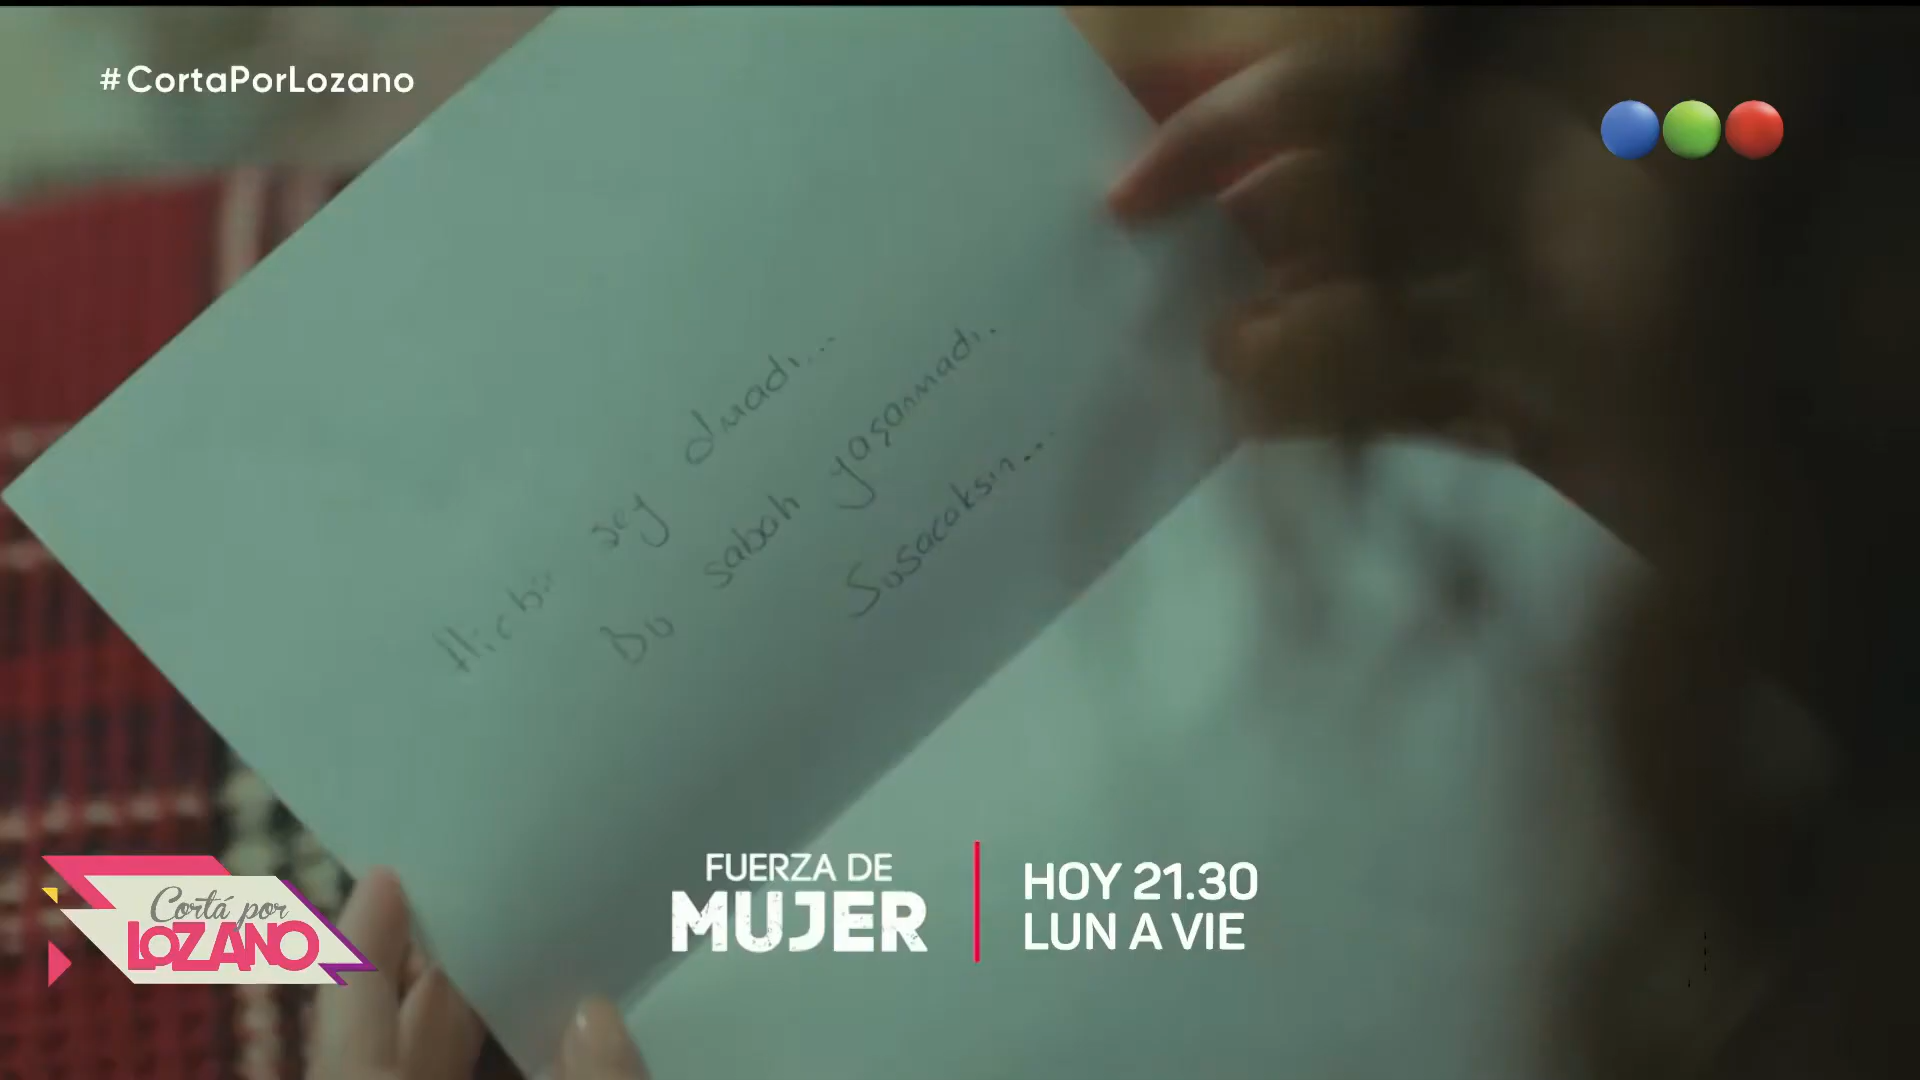 #CortaPorLozano
Hiçbir şey olmadı...
Bu sabah yaşanmadı..
Susacaksın...
FUERZA DE
MUJER
HOY 21.30
LUN A VIE
Cortá por
LOZANO